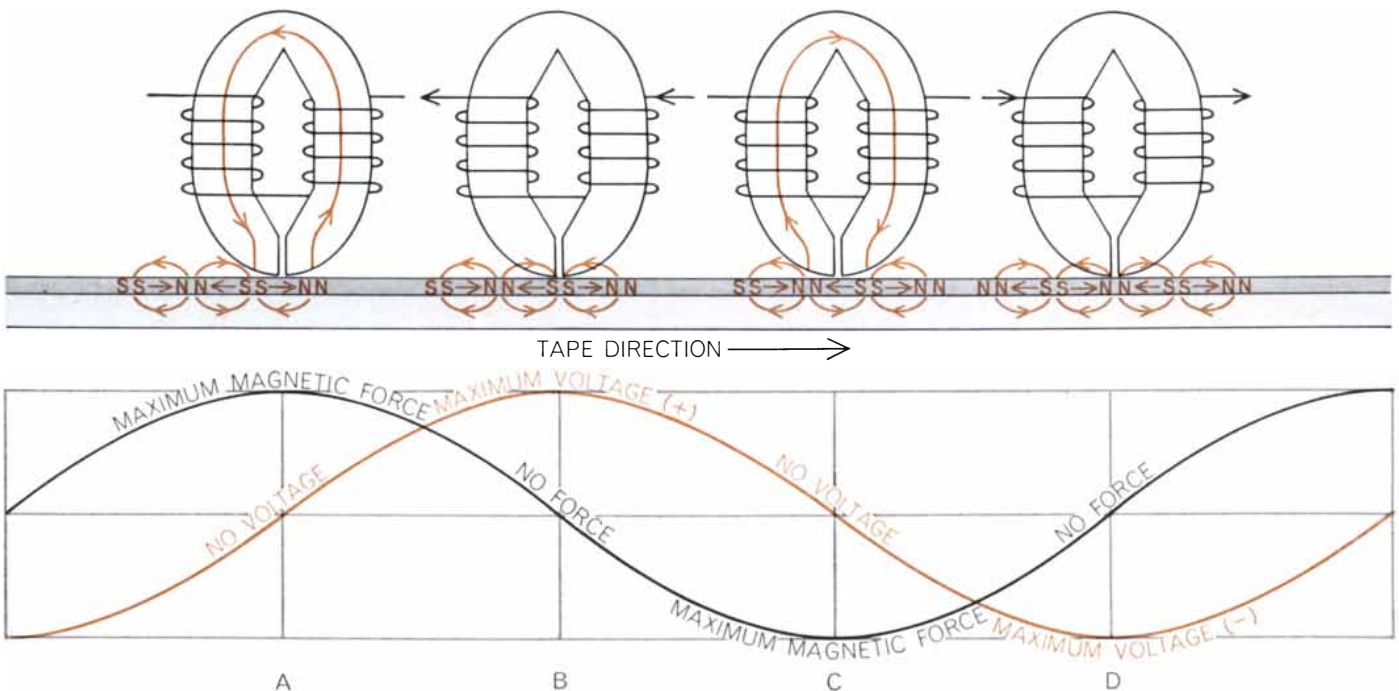 SS→NN←SS→NN
SS→NN←SS→NN
SS→NN←SS→NN
NN←SS→NN←SS→NN
TAPE DIRECTION
MAXIMUM MAGNETIC FORCE
MAXIMUM VOLTAGE (+)
NO VOLTAGE
NO FORCE
NO VOLTAGE
NO FORCE
MAXIMUM MAGNETIC FORCE
MAXIMUM VOLTAGE (−)
A B C D